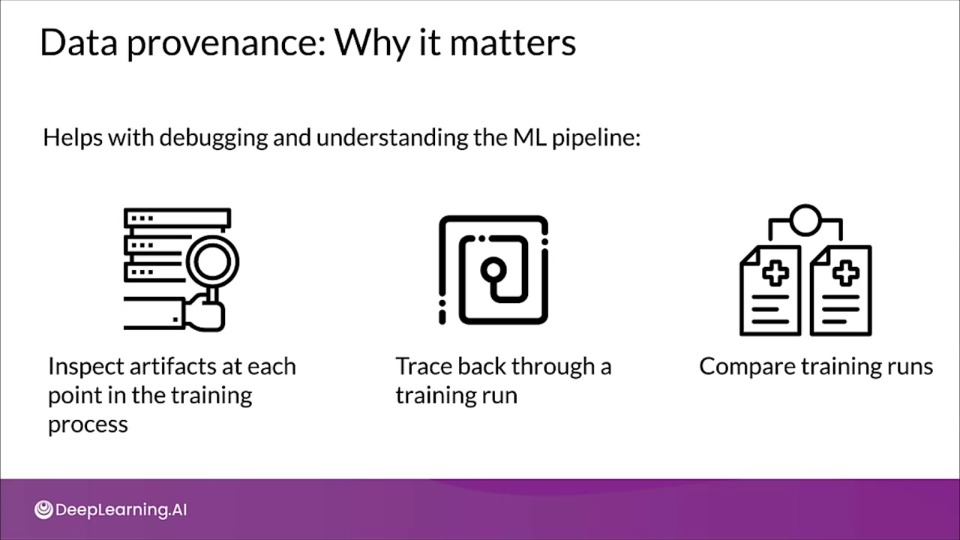 Data provenance: Why it matters
Helps with debugging and understanding the ML pipeline:
Inspect artifacts at each
point in the training
process
Trace back through a
training run
Compare training runs
DeepLearning.AI